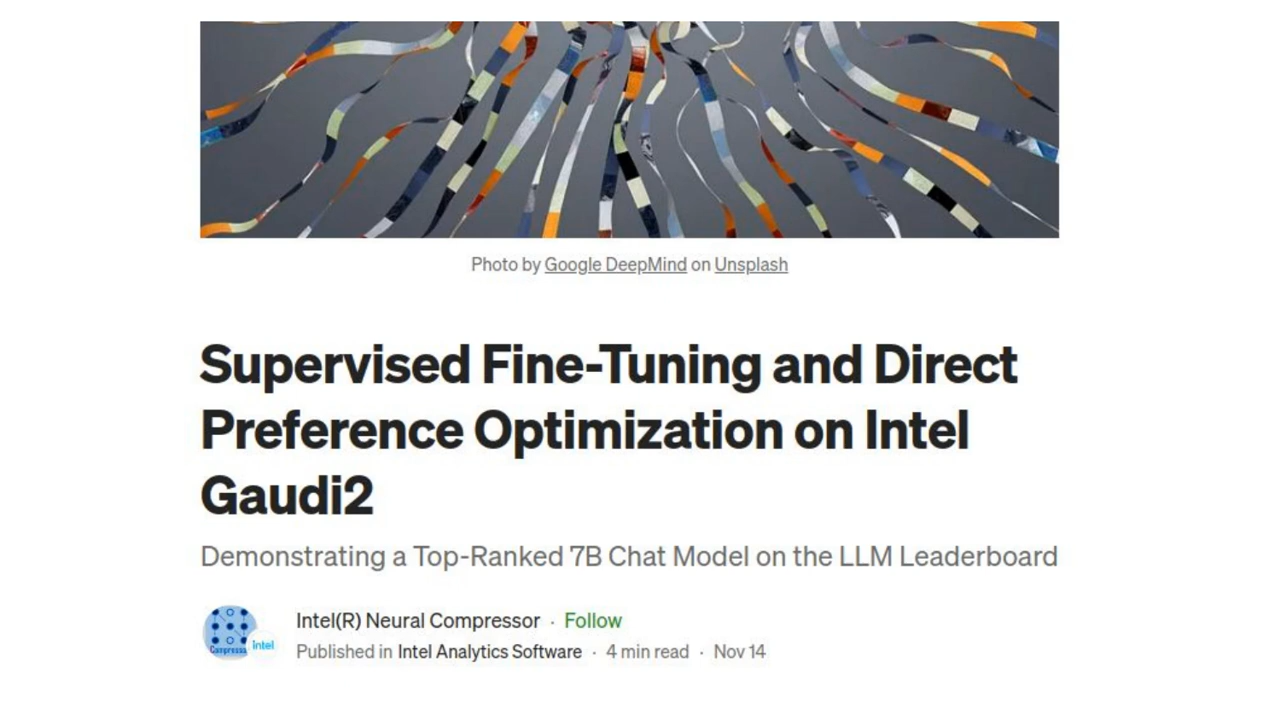 Photo by Google DeepMind on Unsplash
Supervised Fine-Tuning and Direct
Preference Optimization on Intel
Gaudi2
Demonstrating a Top-Ranked 7B Chat Model on the LLM Leaderboard
Intel(R) Neural Compressor · Follow
Compressor intel
Published in Intel Analytics Software · 4 min read · Nov 14